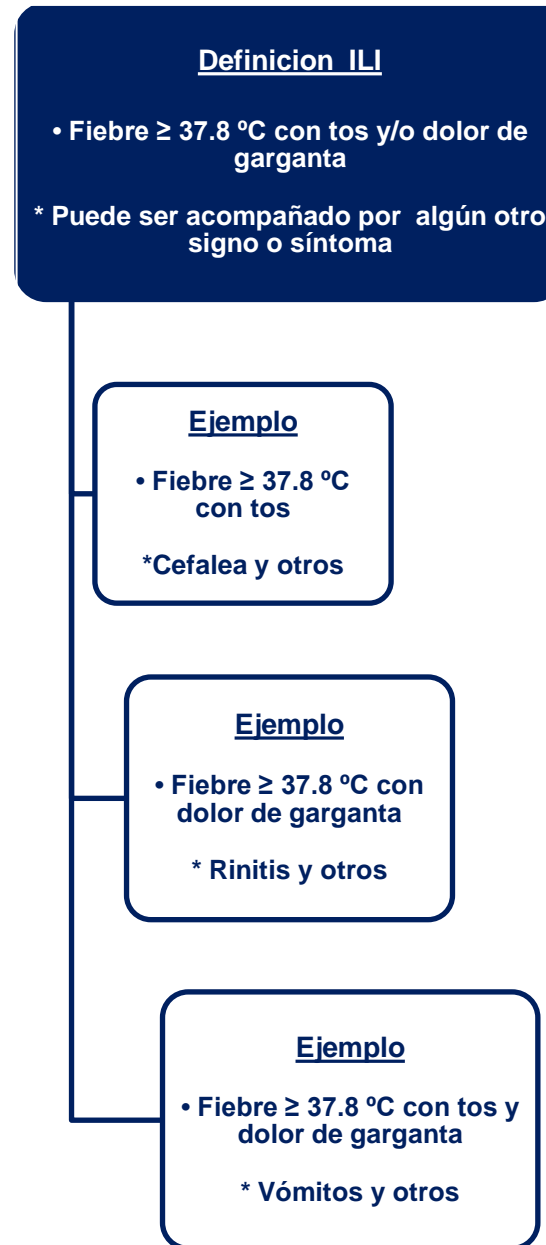 Definicion ILI
• Fiebre ≥ 37.8 ºC con tos y/o dolor de
garganta
* Puede ser acompañado por algún otro
signo o síntoma
Ejemplo
• Fiebre ≥ 37.8 ºC
con tos
*Cefalea y otros
Ejemplo
• Fiebre ≥ 37.8 ºC con
dolor de garganta
* Rinitis y otros
Ejemplo
• Fiebre ≥ 37.8 ºC con tos y
dolor de garganta
* Vómitos y otros